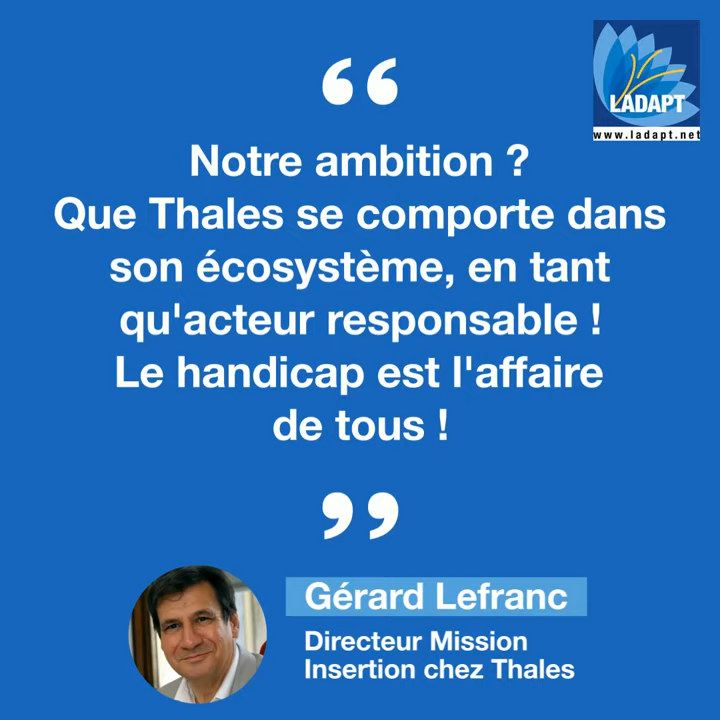 LADAPT
www.ladapt.net
“
Notre ambition ?
Que Thales se comporte dans
son écosystème, en tant
qu'acteur responsable !
Le handicap est l'affaire
de tous !
”
Gérard Lefranc
Directeur Mission
Insertion chez Thales